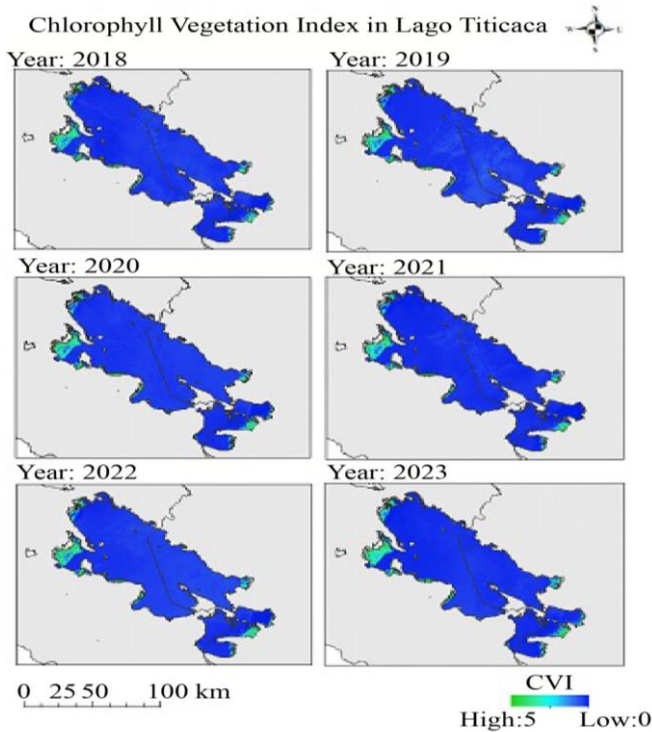 Chlorophyll Vegetation Index in Lago Titicaca
N
W E
S
Year: 2018
Year: 2019
Year: 2020
Year: 2021
Year: 2022
Year: 2023
0 25 50 100 km
CVI
High:5 Low:0